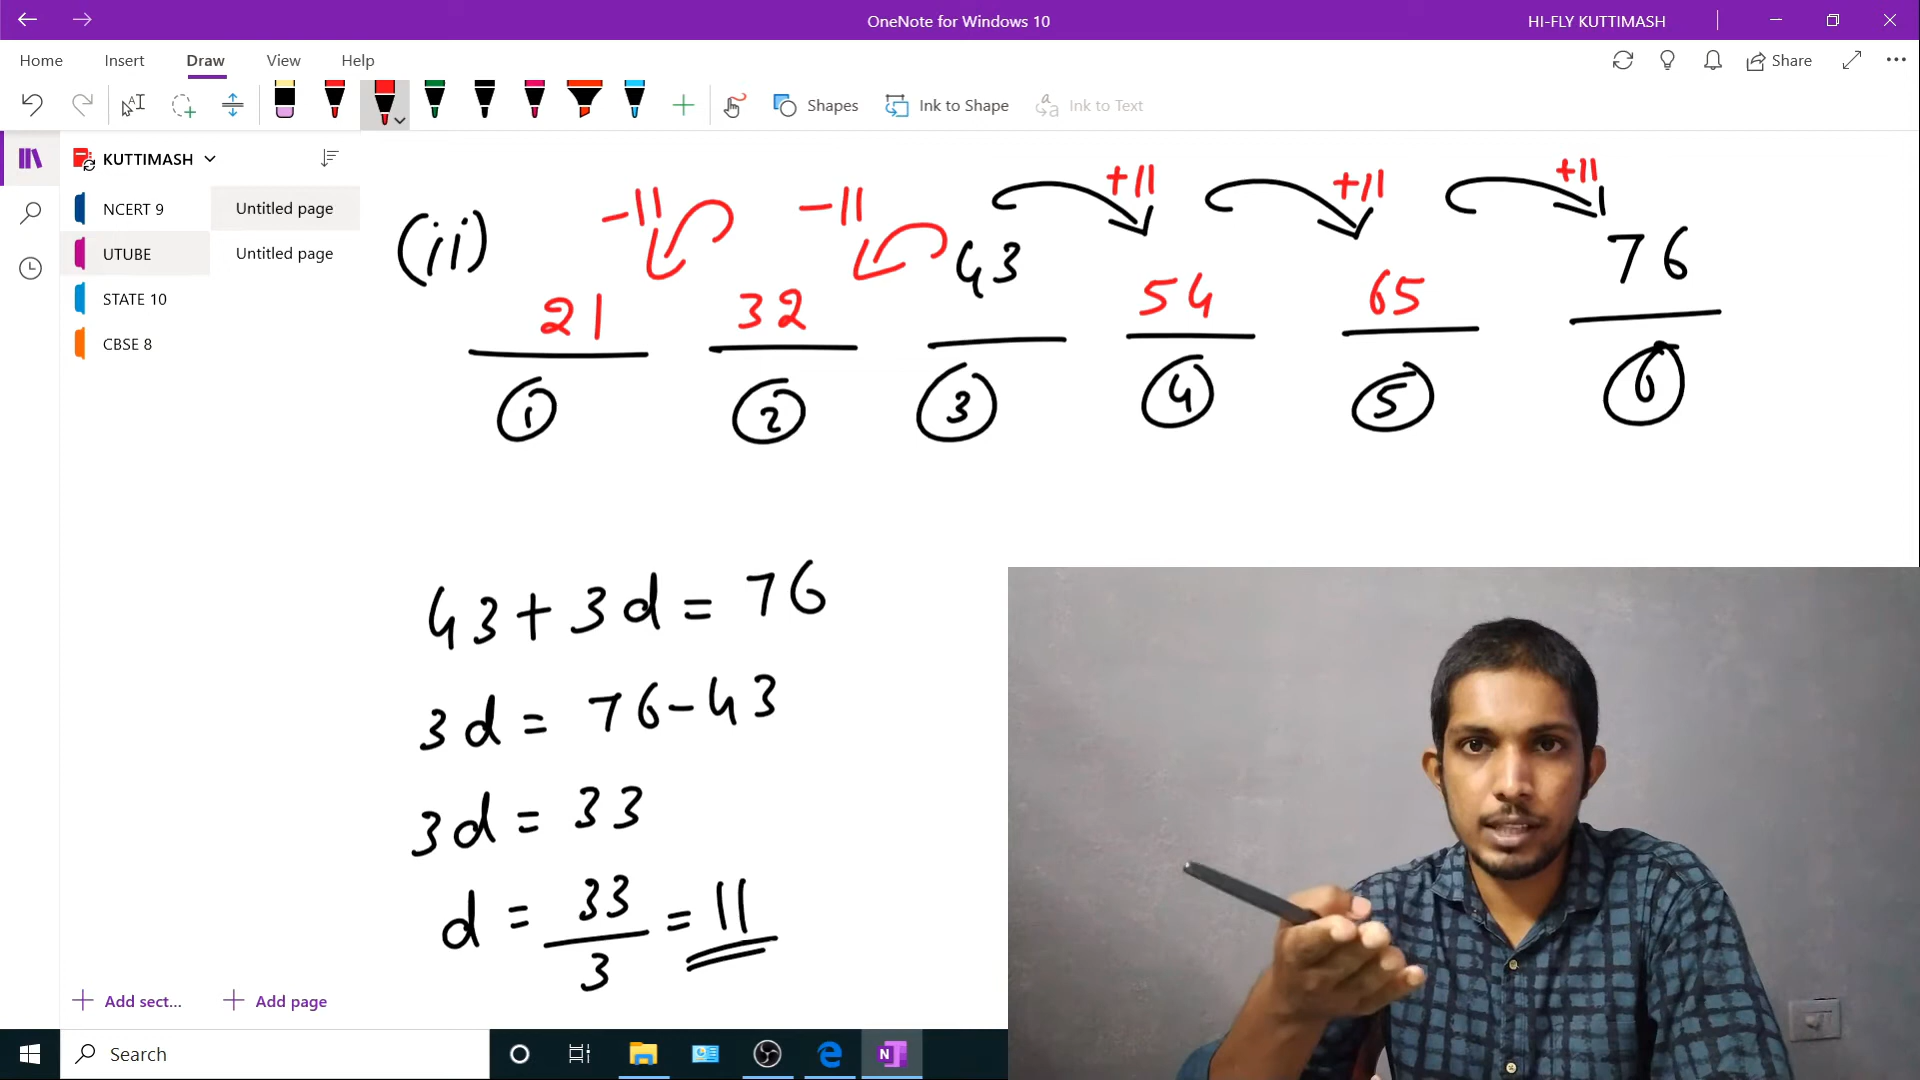 OneNote for Windows 10
HI-FLY KUTTIMASH
Home Insert Draw View Help
Share
Shapes Ink to Shape Ink to Text
KUTTIMASH
NCERT 9
UTUBE
STATE 10
CBSE 8
Untitled page
Untitled page
(ii)
-11 -11 +11 +11 +11
21 32 43 54 65 76
1 2 3 4 5 6
43 + 3d = 76
3d = 76 - 43
3d = 33
d = 33/3 = 11
Add sect... Add page
Search